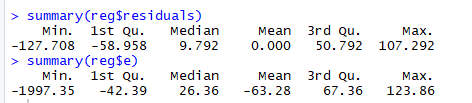 > summary(reg$residuals)
Min. 1st Qu. Median Mean 3rd Qu. Max.
-127.708 -58.958 9.792 0.000 50.792 107.292
> summary(reg$e)
Min. 1st Qu. Median Mean 3rd Qu. Max.
-1997.35 -42.39 26.36 -63.28 67.36 123.86